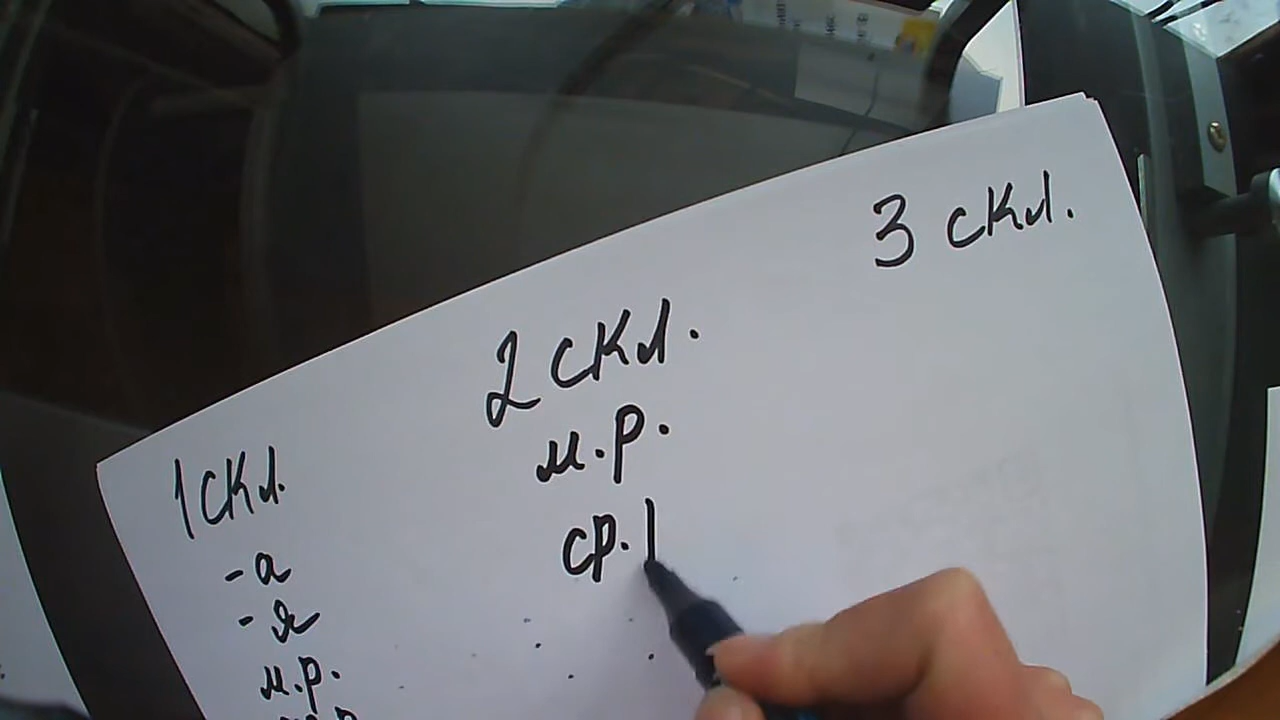 1 скл.
- а
- я
м.р.
2 скл.
м.р.
ср.
3 скл.